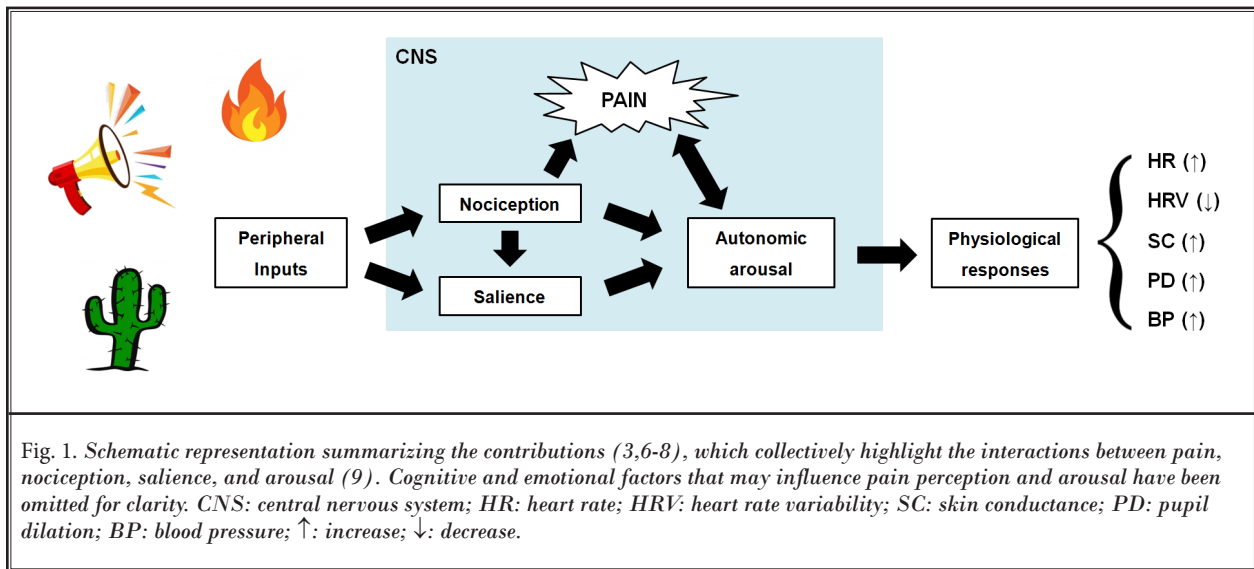 CNS
PAIN
Nociception
Peripheral
Inputs
Salience
Autonomic
arousal
Physiological
responses
HR (↑)
HRV (↓)
SC (↑)
PD (↑)
BP (↑)
Fig. 1. Schematic representation summarizing the contributions (3,6-8), which collectively highlight the interactions between pain,
nociception, salience, and arousal (9). Cognitive and emotional factors that may influence pain perception and arousal have been
omitted for clarity. CNS: central nervous system; HR: heart rate; HRV: heart rate variability; SC: skin conductance; PD: pupil
dilation; BP: blood pressure; ↑: increase; ↓: decrease.